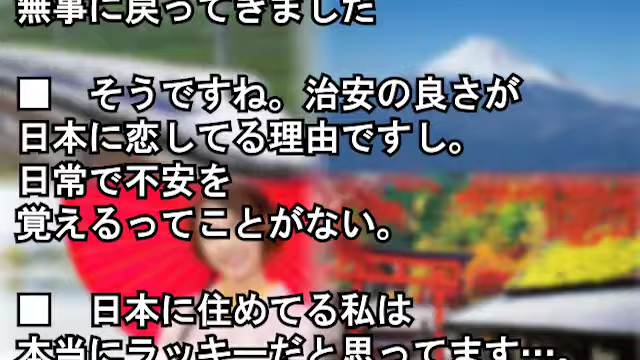 無事に戻ってきました
■　そうですね。治安の良さが
日本に恋してる理由ですし。
日常で不安を
覚えるってことがない。
■　日本に住めてる私は
本当にラッキーだと思ってます…